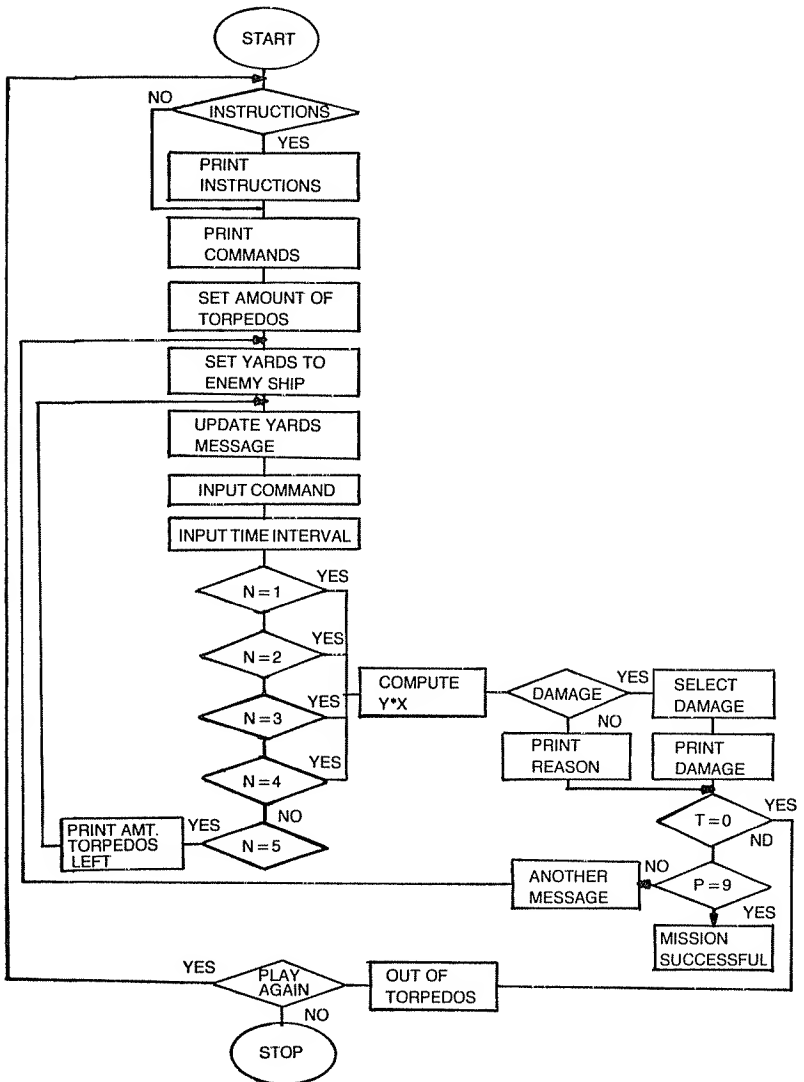 START
NO
INSTRUCTIONS
YES
PRINT
INSTRUCTIONS
PRINT
COMMANDS
SET AMOUNT OF
TORPEDOS
SET YARDS TO
ENEMY SHIP
UPDATE YARDS
MESSAGE
INPUT COMMAND
INPUT TIME INTERVAL
YES
N=1
YES
N=2
YES
N=3
YES
N=4
NO
N=5
YES
PRINT AMT.
TORPEDOS
LEFT
COMPUTE
Y*X
DAMAGE
YES
SELECT
DAMAGE
NO
PRINT
REASON
PRINT
DAMAGE
T=0
YES
ND
P=9
NO
ANOTHER
MESSAGE
YES
MISSION
SUCCESSFUL
OUT OF
TORPEDOS
YES
PLAY
AGAIN
NO
STOP